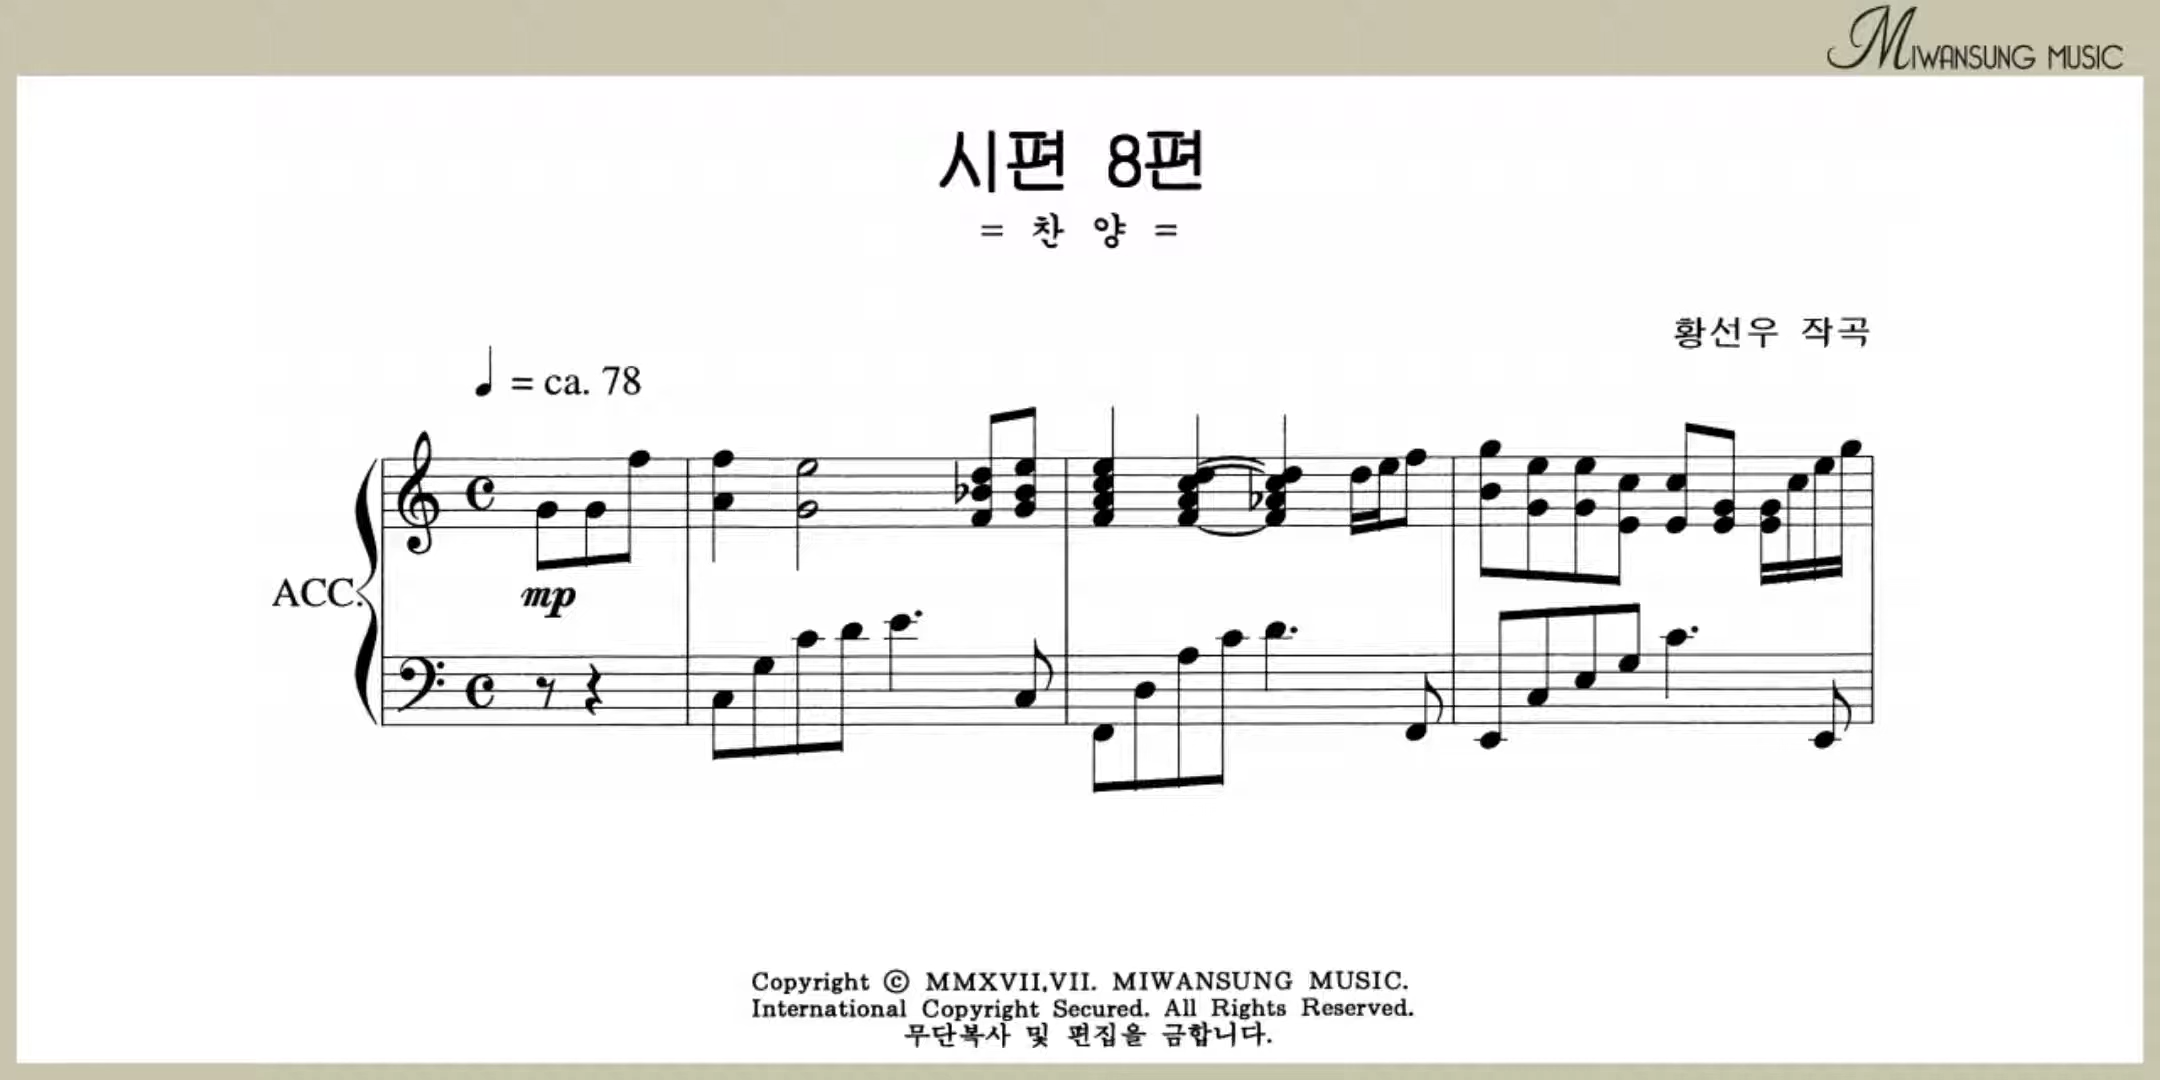 MIWANSUNG MUSIC
시편 8편
= 찬 양 =
황선우 작곡
= ca. 78
ACC.
mp
Copyright ⓒ MMXVII,VII. MIWANSUNG MUSIC.
International Copyright Secured. All Rights Reserved.
무단복사 및 편집을 금합니다.